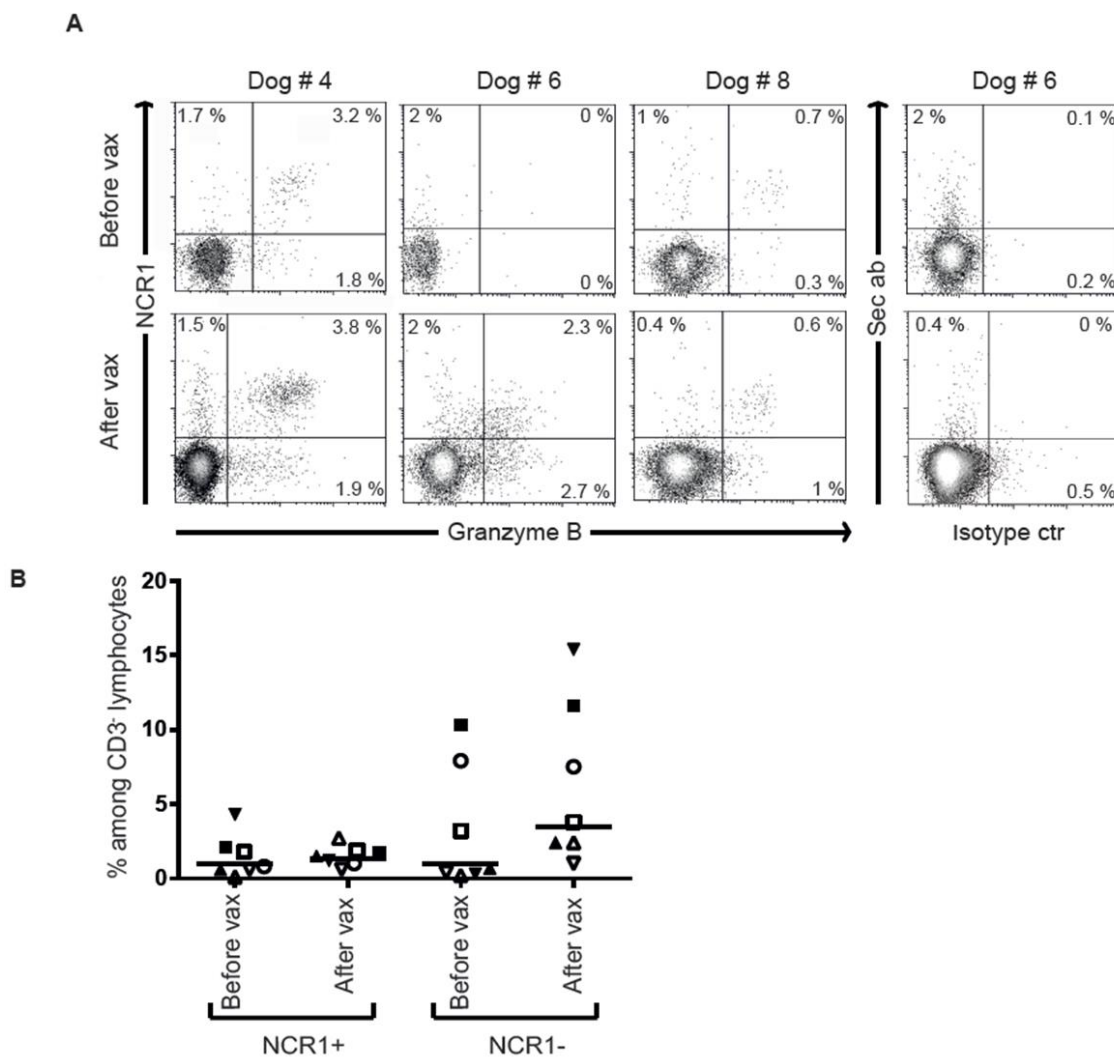 A
Dog # 4
Dog # 6
Dog # 8
Dog # 6
Before vax
NCR1
1.7 %
3.2 %
1.8 %
2 %
0 %
0 %
1 %
0.7 %
0.3 %
Sec ab
2 %
0.1 %
0.2 %
After vax
1.5 %
3.8 %
1.9 %
2 %
2.3 %
2.7 %
0.4 %
0.6 %
1 %
0.4 %
0 %
0.5 %
Granzyme B
Isotype ctr
B
% among CD3- lymphocytes
20
15
10
5
0
Before vax
After vax
Before vax
After vax
NCR1+
NCR1-